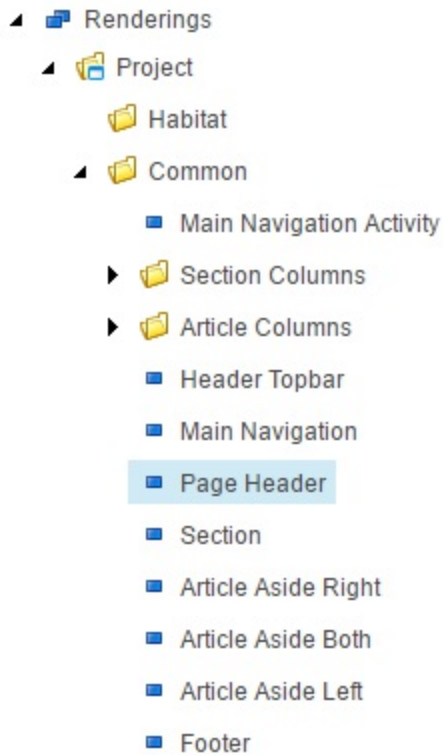 Renderings
Project
Habitat
Common
Main Navigation Activity
Section Columns
Article Columns
Header Topbar
Main Navigation
Page Header
Section
Article Aside Right
Article Aside Both
Article Aside Left
Footer